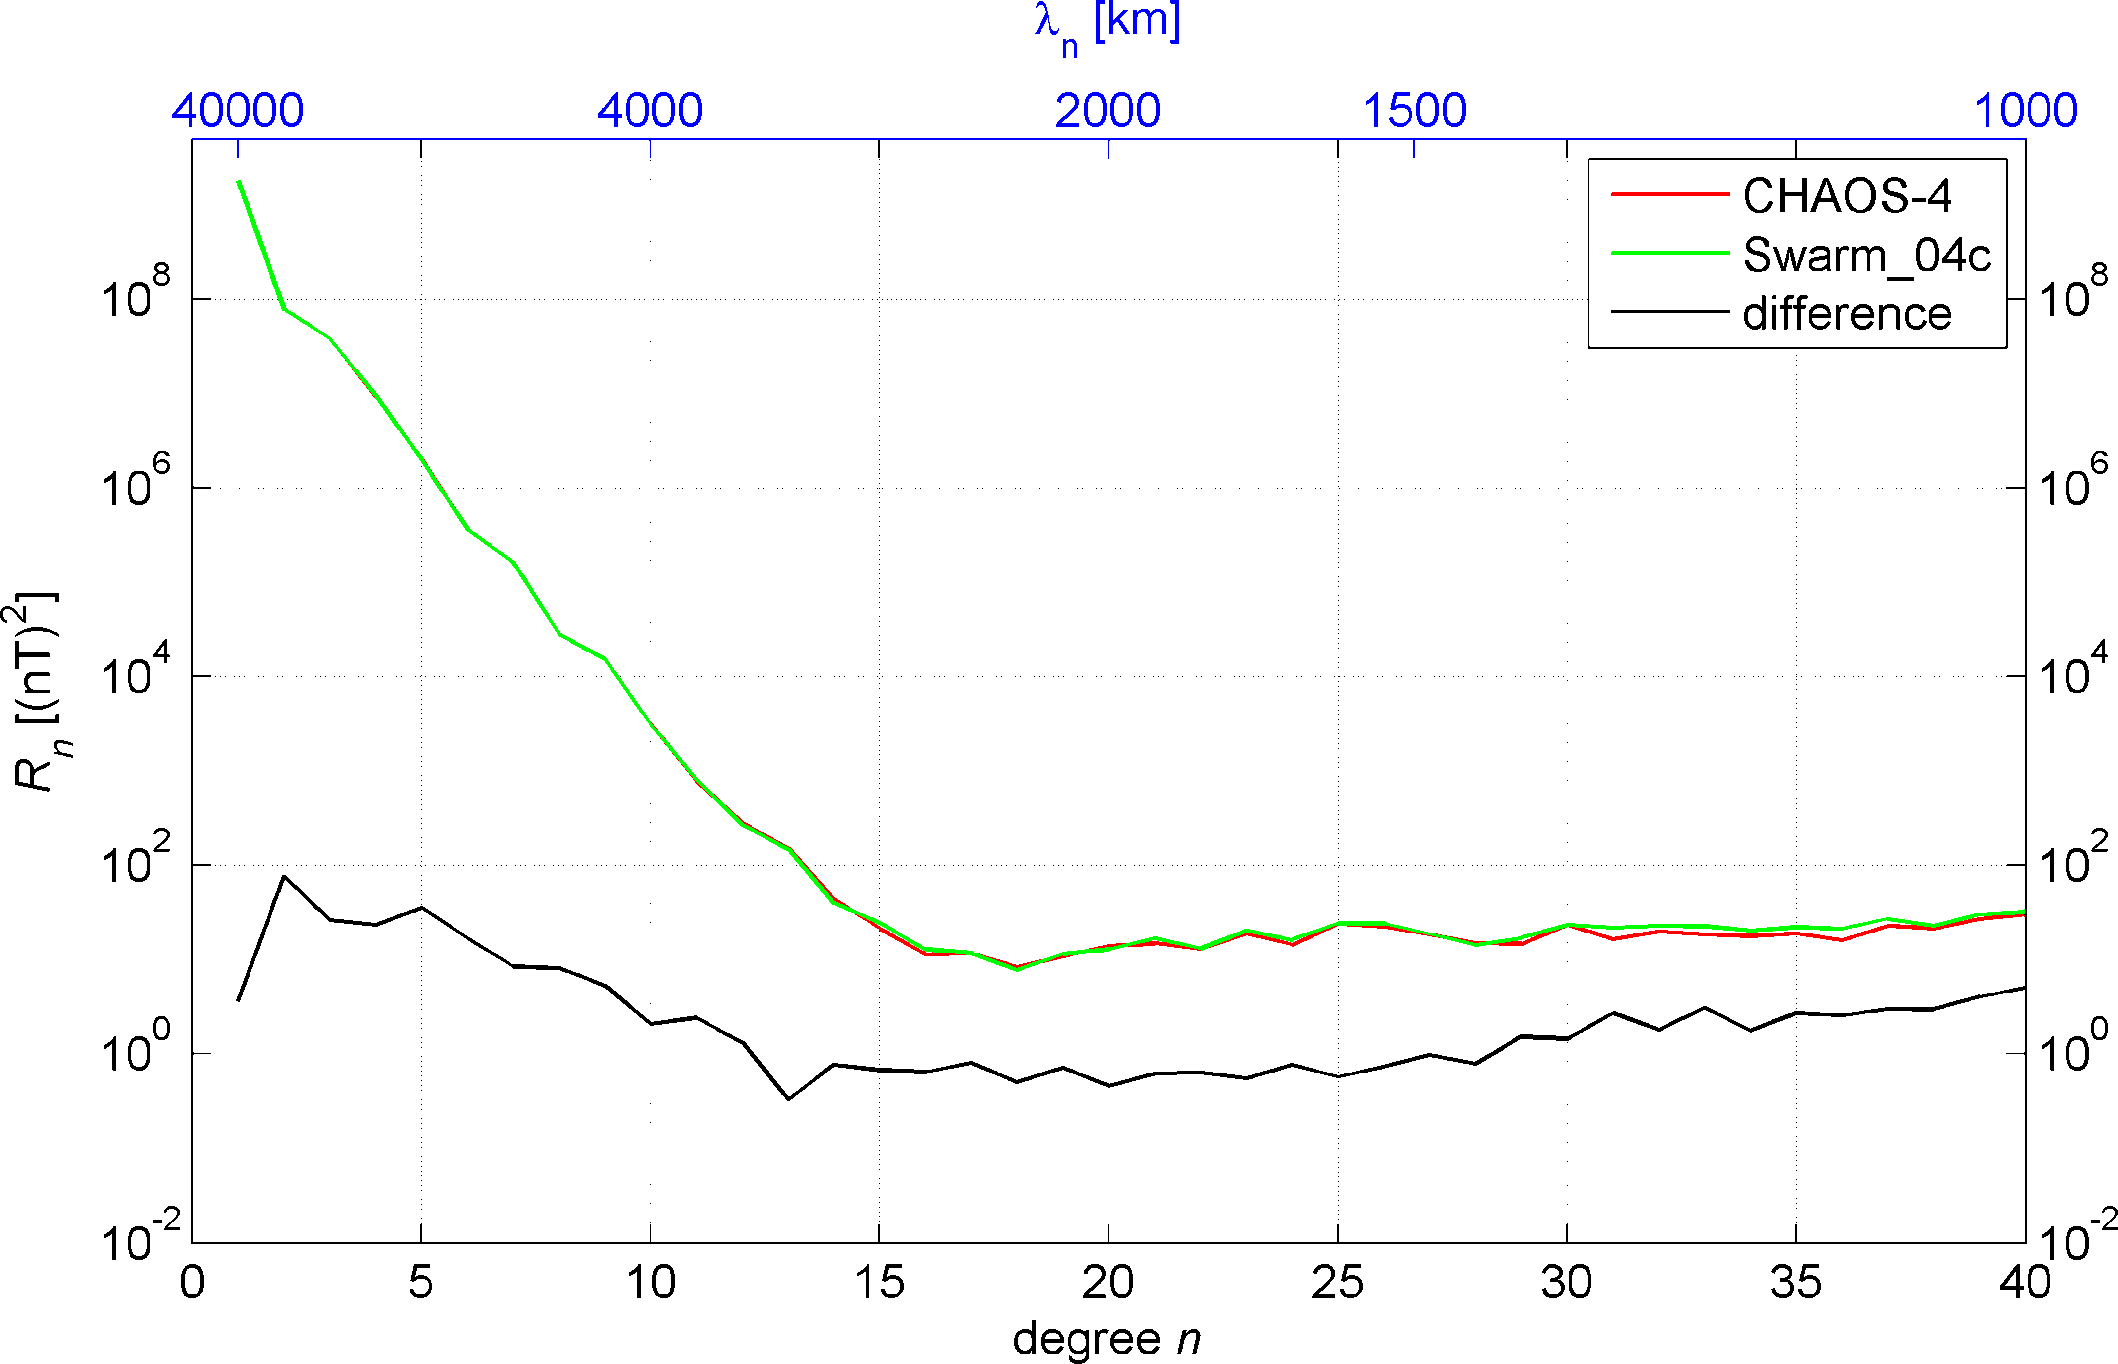 λn [km]
40000 4000 2000 1500 1000
CHAOS-4
Swarm_04c
difference
10^8 10^8
10^6 10^6
10^4 10^4
10^2 10^2
10^0 10^0
10^-2 10^-2
Rn [(nT)^2]
0 5 10 15 20 25 30 35 40
degree n